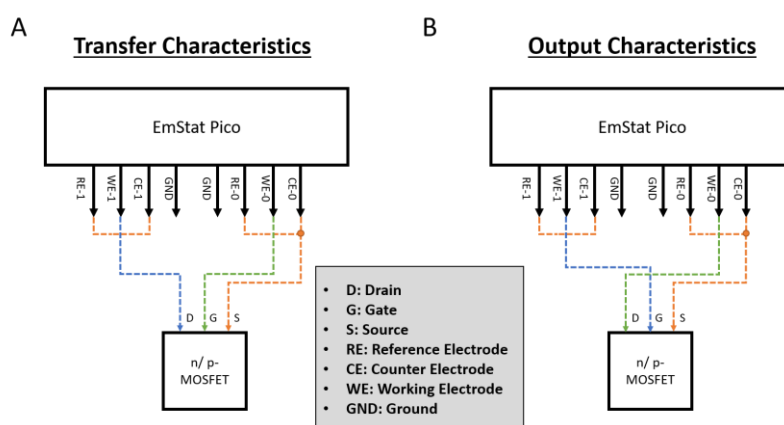 A
Transfer Characteristics
EmStat Pico
RE-1
WE-1
CE-1
GND
GND
RE-0
WE-0
CE-0
D
G
S
n/ p-
MOSFET
B
Output Characteristics
EmStat Pico
RE-1
WE-1
CE-1
GND
GND
RE-0
WE-0
CE-0
D
G
S
n/ p-
MOSFET
• D: Drain
• G: Gate
• S: Source
• RE: Reference Electrode
• CE: Counter Electrode
• WE: Working Electrode
• GND: Ground